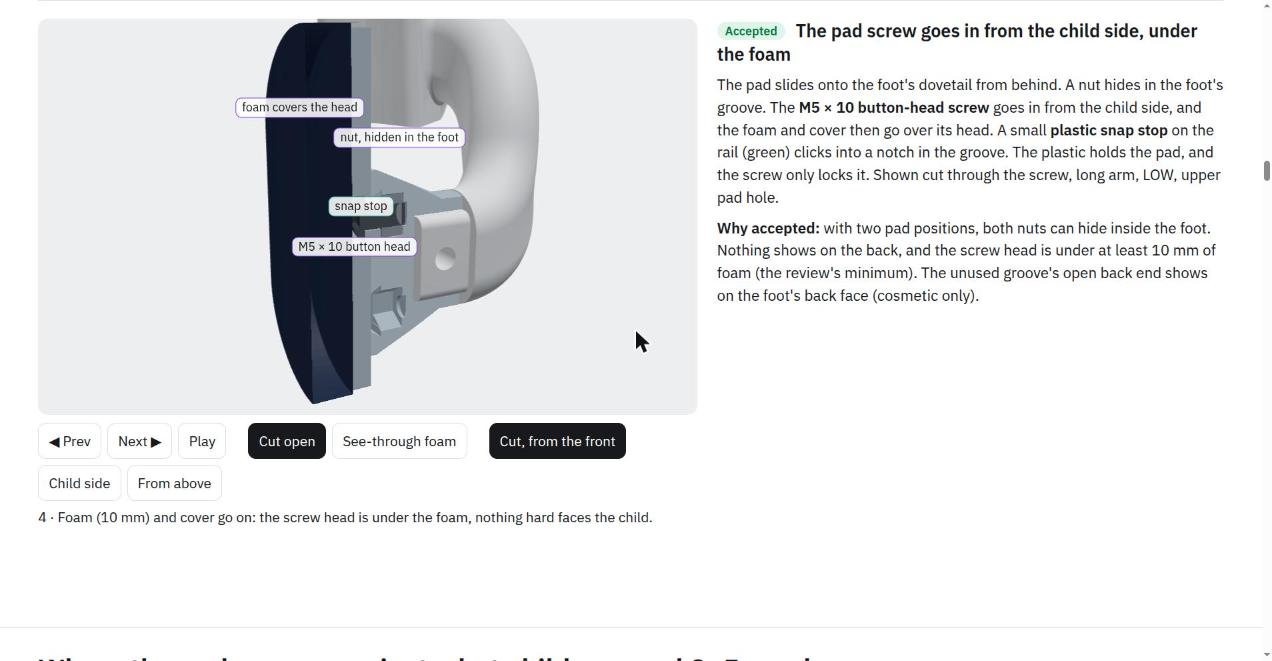 foam covers the head
nut, hidden in the foot
snap stop
M5 × 10 button head
◀ Prev
Next ▶
Play
Cut open
See-through foam
Cut, from the front
Child side
From above
4 · Foam (10 mm) and cover go on: the screw head is under the foam, nothing hard faces the child.
Accepted The pad screw goes in from the child side, under
the foam
The pad slides onto the foot's dovetail from behind. A nut hides in the foot's
groove. The M5 × 10 button-head screw goes in from the child side, and
the foam and cover then go over its head. A small plastic snap stop on the
rail (green) clicks into a notch in the groove. The plastic holds the pad, and
the screw only locks it. Shown cut through the screw, long arm, LOW, upper
pad hole.
Why accepted: with two pad positions, both nuts can hide inside the foot.
Nothing shows on the back, and the screw head is under at least 10 mm of
foam (the review's minimum). The unused groove's open back end shows
on the foot's back face (cosmetic only).